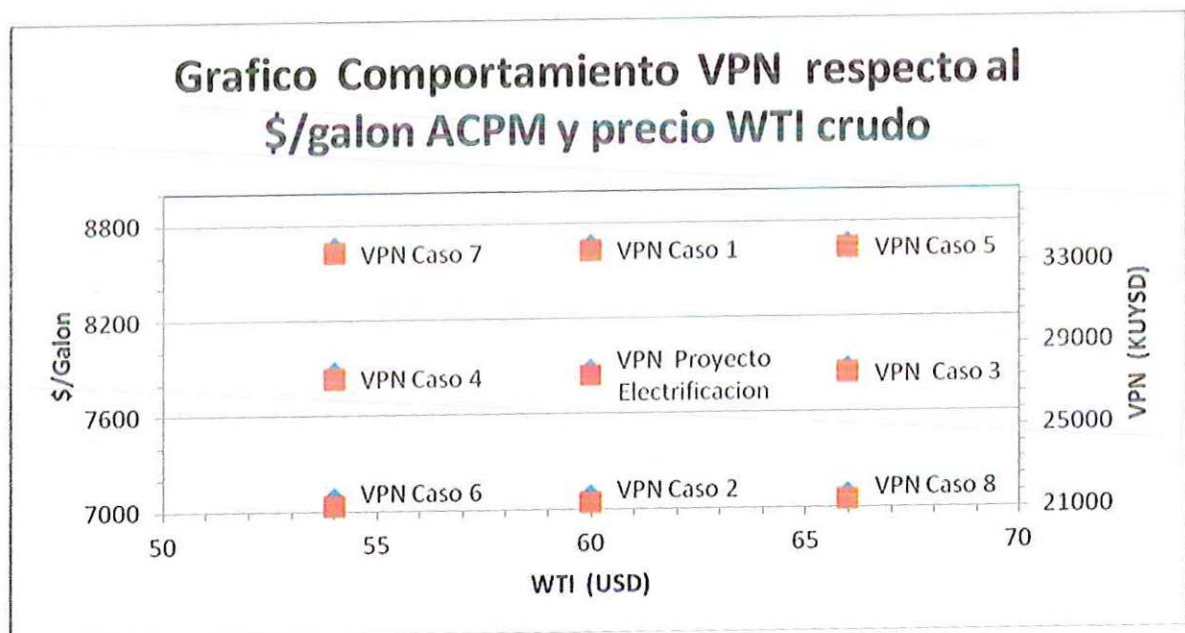 Grafico Comportamiento VPN respecto al
$/galon ACPM y precio WTI crudo
$/Galon
8800
8200
7600
7000
VPN Caso 7
VPN Caso 1
VPN Caso 5
VPN Caso 4
VPN Proyecto
Electrificacion
VPN Caso 3
VPN Caso 6
VPN Caso 2
VPN Caso 8
33000
29000
25000
21000
VPN (KUYSD)
50
55
60
65
70
WTI (USD)